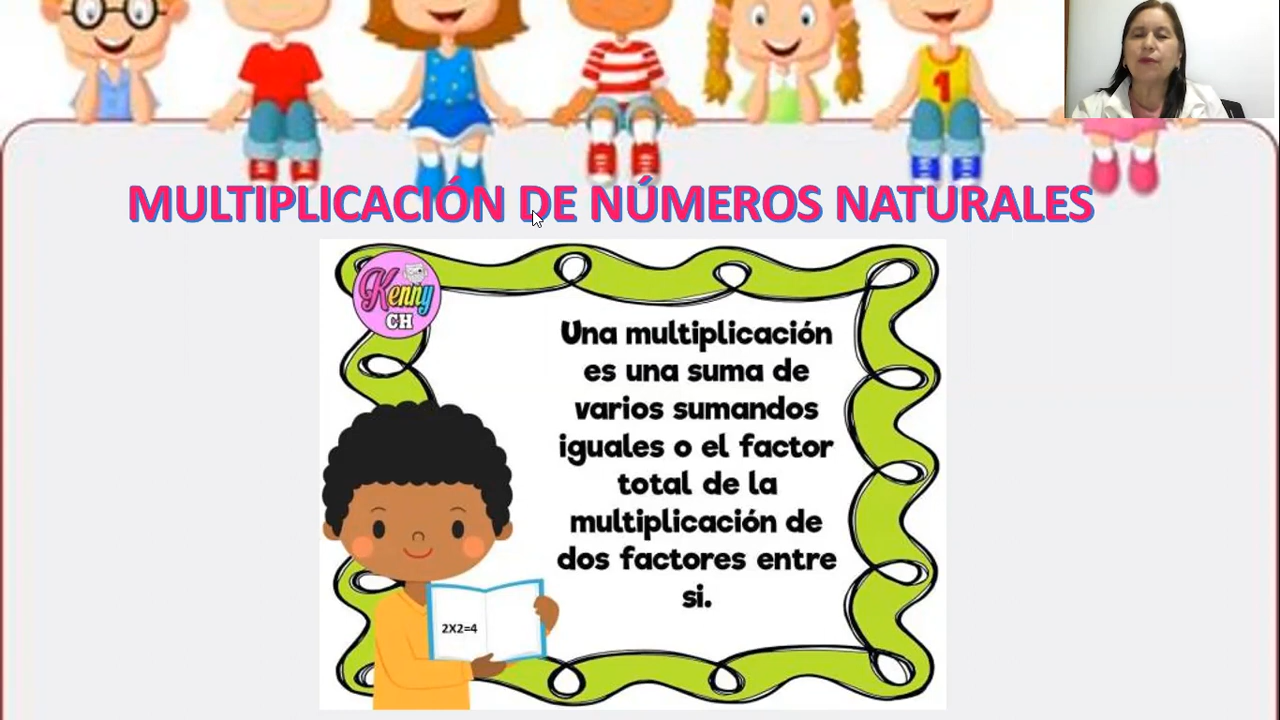 1
MULTIPLICACIÓN DE NÚMEROS NATURALES
Kenny
CH
Una multiplicación
es una suma de
varios sumandos
iguales o el factor
total de la
multiplicación de
dos factores entre
si.
2X2=4